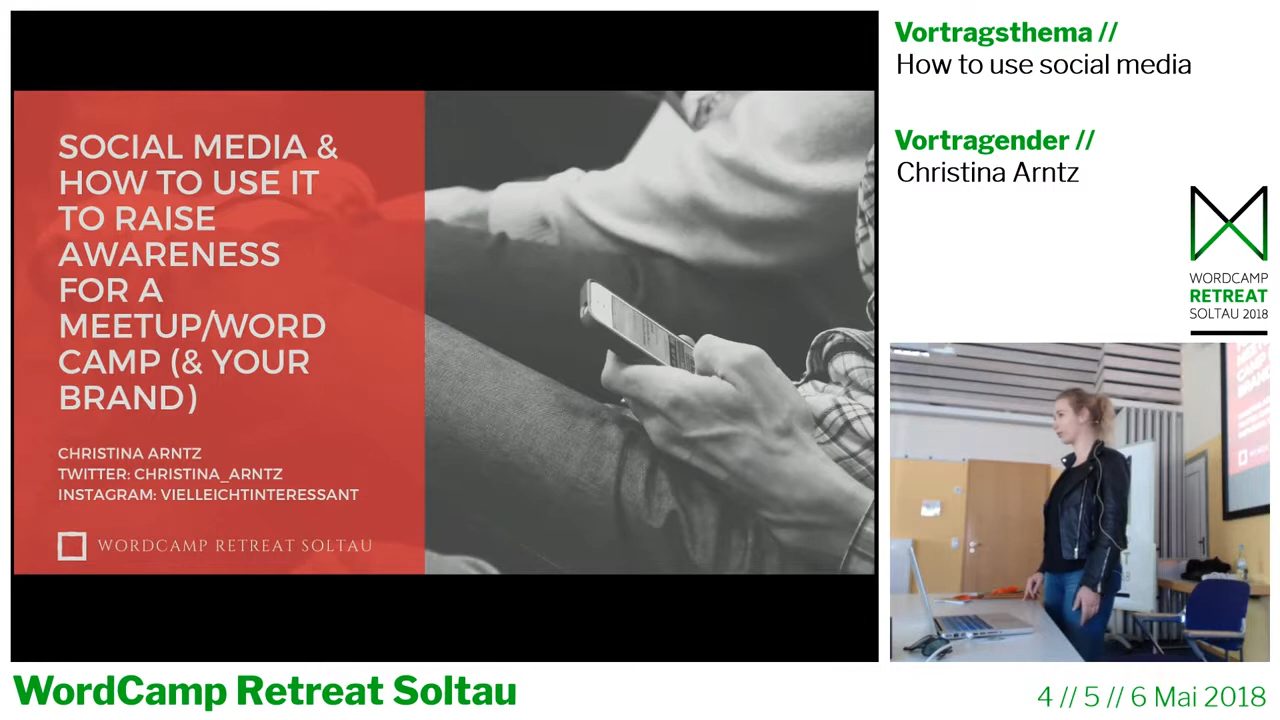 SOCIAL MEDIA &
HOW TO USE IT
TO RAISE
AWARENESS
FOR A
MEETUP/WORD
CAMP (& YOUR
BRAND)
CHRISTINA ARNTZ
TWITTER: CHRISTINA_ARNTZ
INSTAGRAM: VIELLEICHTINTERESSANT
WORDCAMP RETREAT SOLTAU
Vortragsthema //
How to use social media
Vortragender //
Christina Arntz
WORDCAMP
RETREAT
SOLTAU 2018
WordCamp Retreat Soltau
4 // 5 // 6 Mai 2018